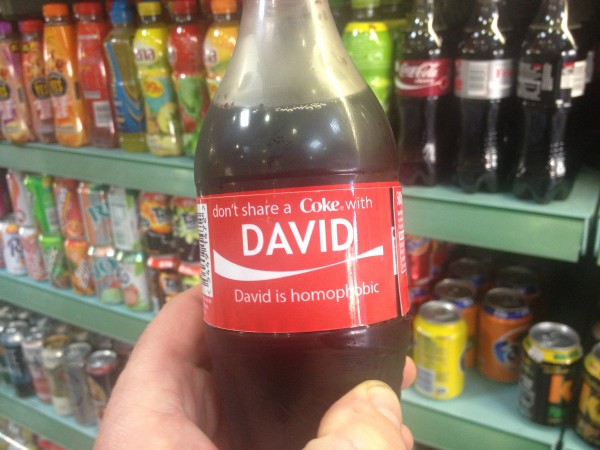 don't share a Coke with
DAVID
David is homophobic
Coca-Cola